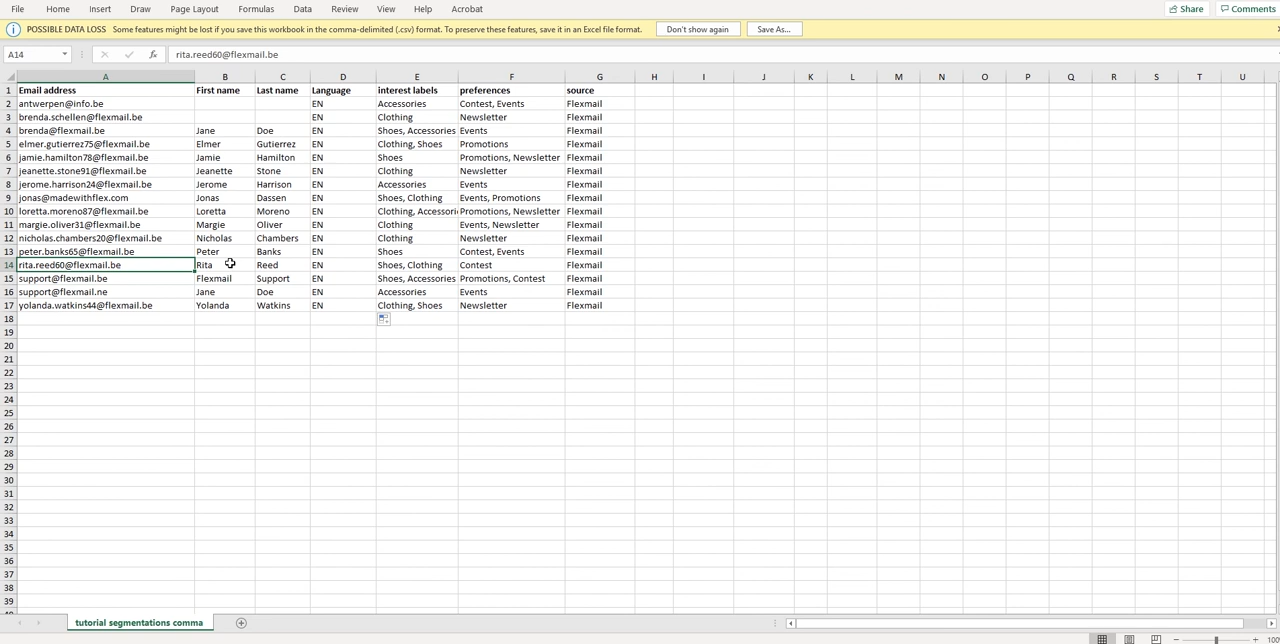 File Home Insert Draw Page Layout Formulas Data Review View Help Acrobat Share Comments
POSSIBLE DATA LOSS Some features might be lost if you save this workbook in the comma-delimited (.csv) format. To preserve these features, save it in an Excel file format. Don't show again Save As...
A14 fx rita.reed60@flexmail.be
A B C D E F G H I J K L M N O P Q R S T U
1 Email address First name Last name Language interest labels preferences source
2 antwerpen@info.be EN Accessories Contest, Events Flexmail
3 brenda.schellen@flexmail.be EN Clothing Newsletter Flexmail
4 brenda@flexmail.be Jane Doe EN Shoes, Accessories Events Flexmail
5 elmer.gutierrez75@flexmail.be Elmer Gutierrez EN Clothing, Shoes Promotions Flexmail
6 jamie.hamilton78@flexmail.be Jamie Hamilton EN Shoes Promotions, Newsletter Flexmail
7 jeanette.stone91@flexmail.be Jeanette Stone EN Clothing Newsletter Flexmail
8 jerome.harrison24@flexmail.be Jerome Harrison EN Accessories Events Flexmail
9 jonas@madewithflex.com Jonas Dassen EN Shoes, Clothing Events, Promotions Flexmail
10 loretta.moreno87@flexmail.be Loretta Moreno EN Clothing, Accessori Promotions, Newsletter Flexmail
11 margie.oliver31@flexmail.be Margie Oliver EN Clothing Events, Newsletter Flexmail
12 nicholas.chambers20@flexmail.be Nicholas Chambers EN Clothing Newsletter Flexmail
13 peter.banks65@flexmail.be Peter Banks EN Shoes Contest, Events Flexmail
14 rita.reed60@flexmail.be Rita Reed EN Shoes, Clothing Contest Flexmail
15 support@flexmail.be Flexmail Support EN Shoes, Accessories Promotions, Contest Flexmail
16 support@flexmail.ne Jane Doe EN Accessories Events Flexmail
17 yolanda.watkins44@flexmail.be Yolanda Watkins EN Clothing, Shoes Newsletter Flexmail
18
19
20
21
22
23
24
25
26
27
28
29
30
31
32
33
34
35
36
37
38
39
tutorial segmentations comma
100